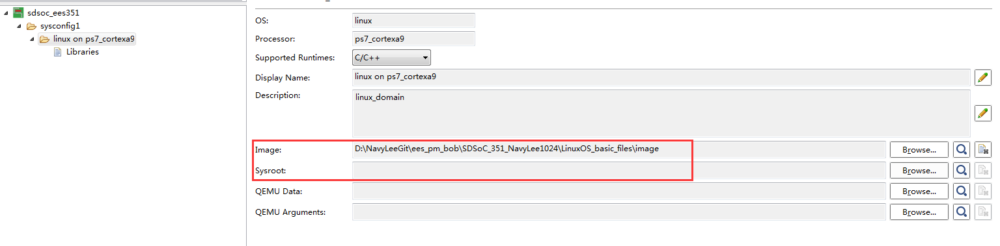 sdsoc_ees351
sysconfig1
linux on ps7_cortexa9
Libraries
OS: linux
Processor: ps7_cortexa9
Supported Runtimes: C/C++
Display Name: linux on ps7_cortexa9
Description: linux_domain
Image: D:\NavyLeeGit\ees_pm_bob\SDSoC_351_NavyLee1024\LinuxOS_basic_files\image Browse...
Sysroot: Browse...
QEMU Data: Browse...
QEMU Arguments: Browse...